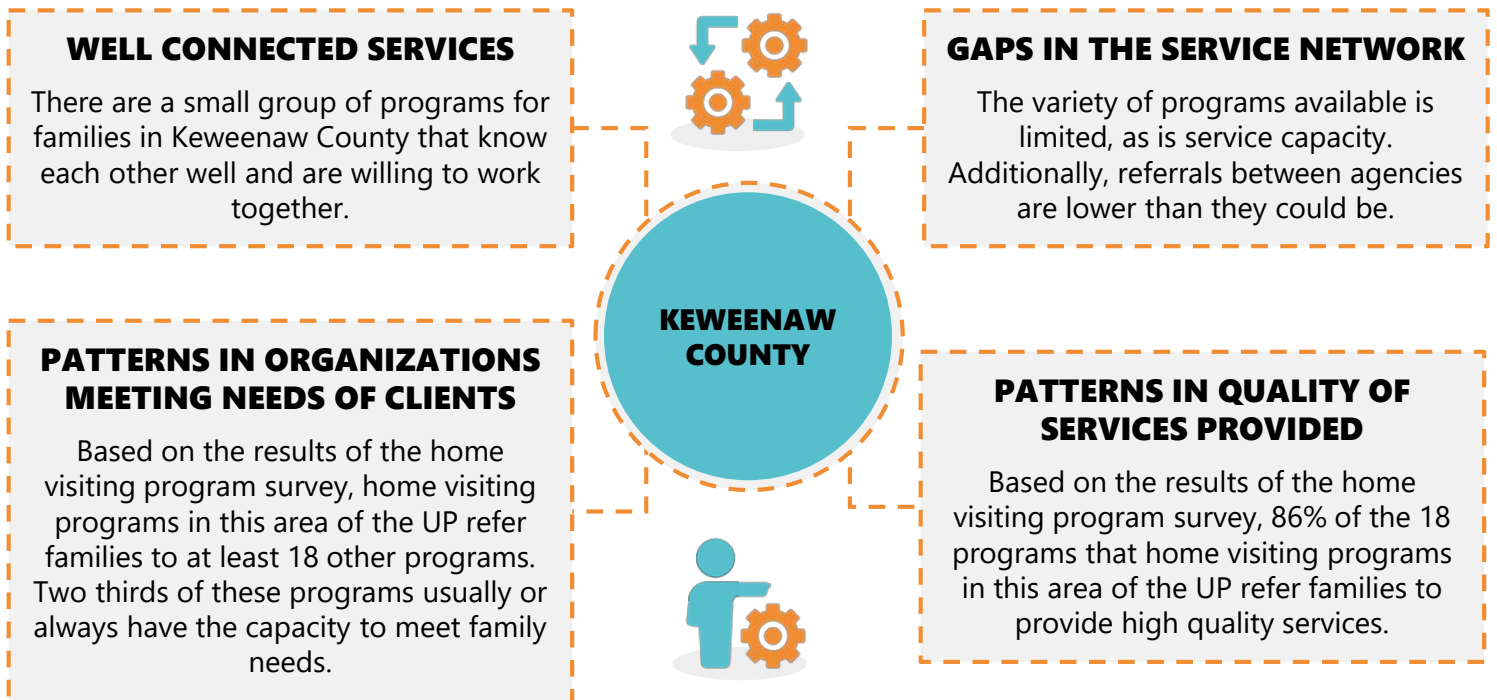 WELL CONNECTED SERVICES
There are a small group of programs for
families in Keweenaw County that know
each other well and are willing to work
together.
GAPS IN THE SERVICE NETWORK
The variety of programs available is
limited, as is service capacity.
Additionally, referrals between agencies
are lower than they could be.
KEWEENAW
COUNTY
PATTERNS IN ORGANIZATIONS
MEETING NEEDS OF CLIENTS
Based on the results of the home
visiting program survey, home visiting
programs in this area of the UP refer
families to at least 18 other programs.
Two thirds of these programs usually or
always have the capacity to meet family
needs.
PATTERNS IN QUALITY OF
SERVICES PROVIDED
Based on the results of the home
visiting program survey, 86% of the 18
programs that home visiting programs
in this area of the UP refer families to
provide high quality services.